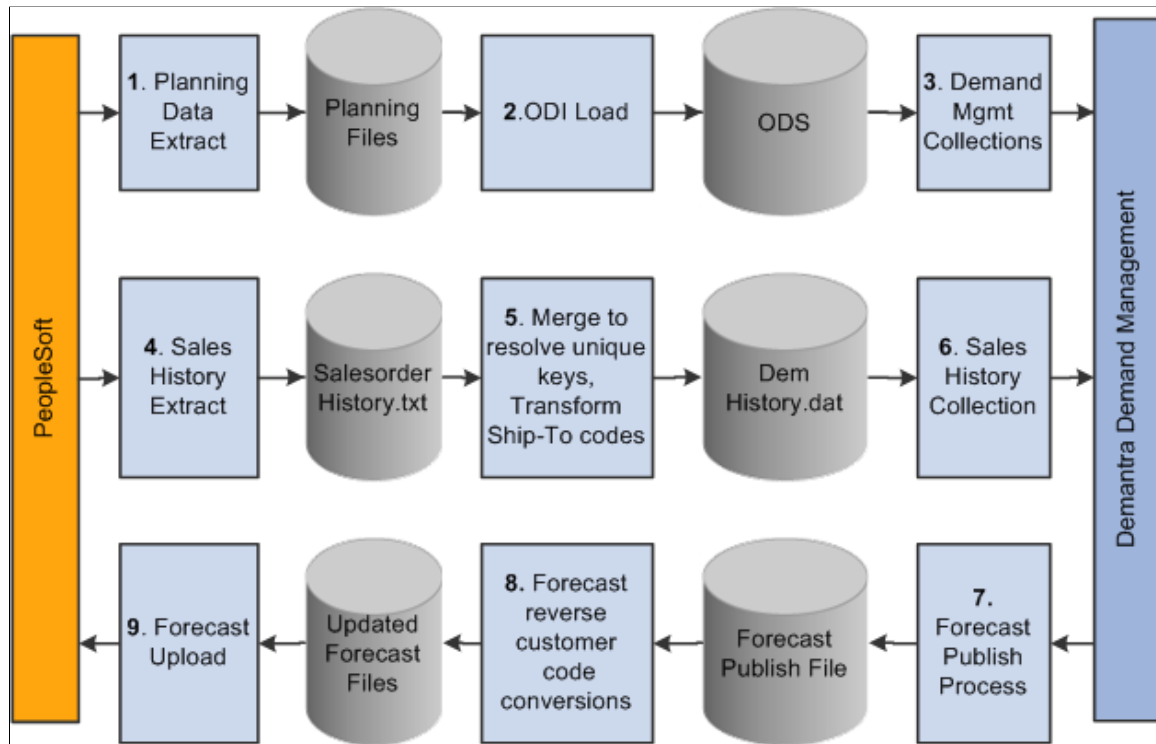 PeopleSoft
1. Planning
Data
Extract
Planning
Files
2.ODI Load
ODS
3. Demand
Mgmt
Collections
Demantra Demand Management
4. Sales
History
Extract
Salesorder
History.txt
5. Merge to
resolve unique
keys,
Transform
Ship-To codes
Dem
History.dat
6. Sales
History
Collection
9. Forecast
Upload
Updated
Forecast
Files
8. Forecast
reverse
customer
code
conversions
Forecast
Publish File
7.
Forecast
Publish
Process